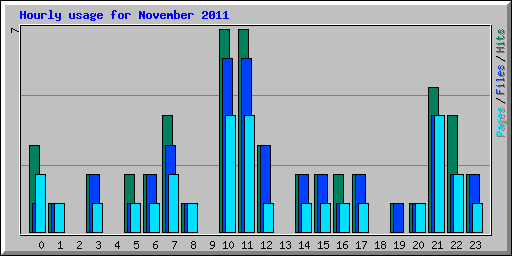 Hourly usage for November 2011
7
Pages/Files/Hits
0 1 2 3 4 5 6 7 8 9 10 11 12 13 14 15 16 17 18 19 20 21 22 23